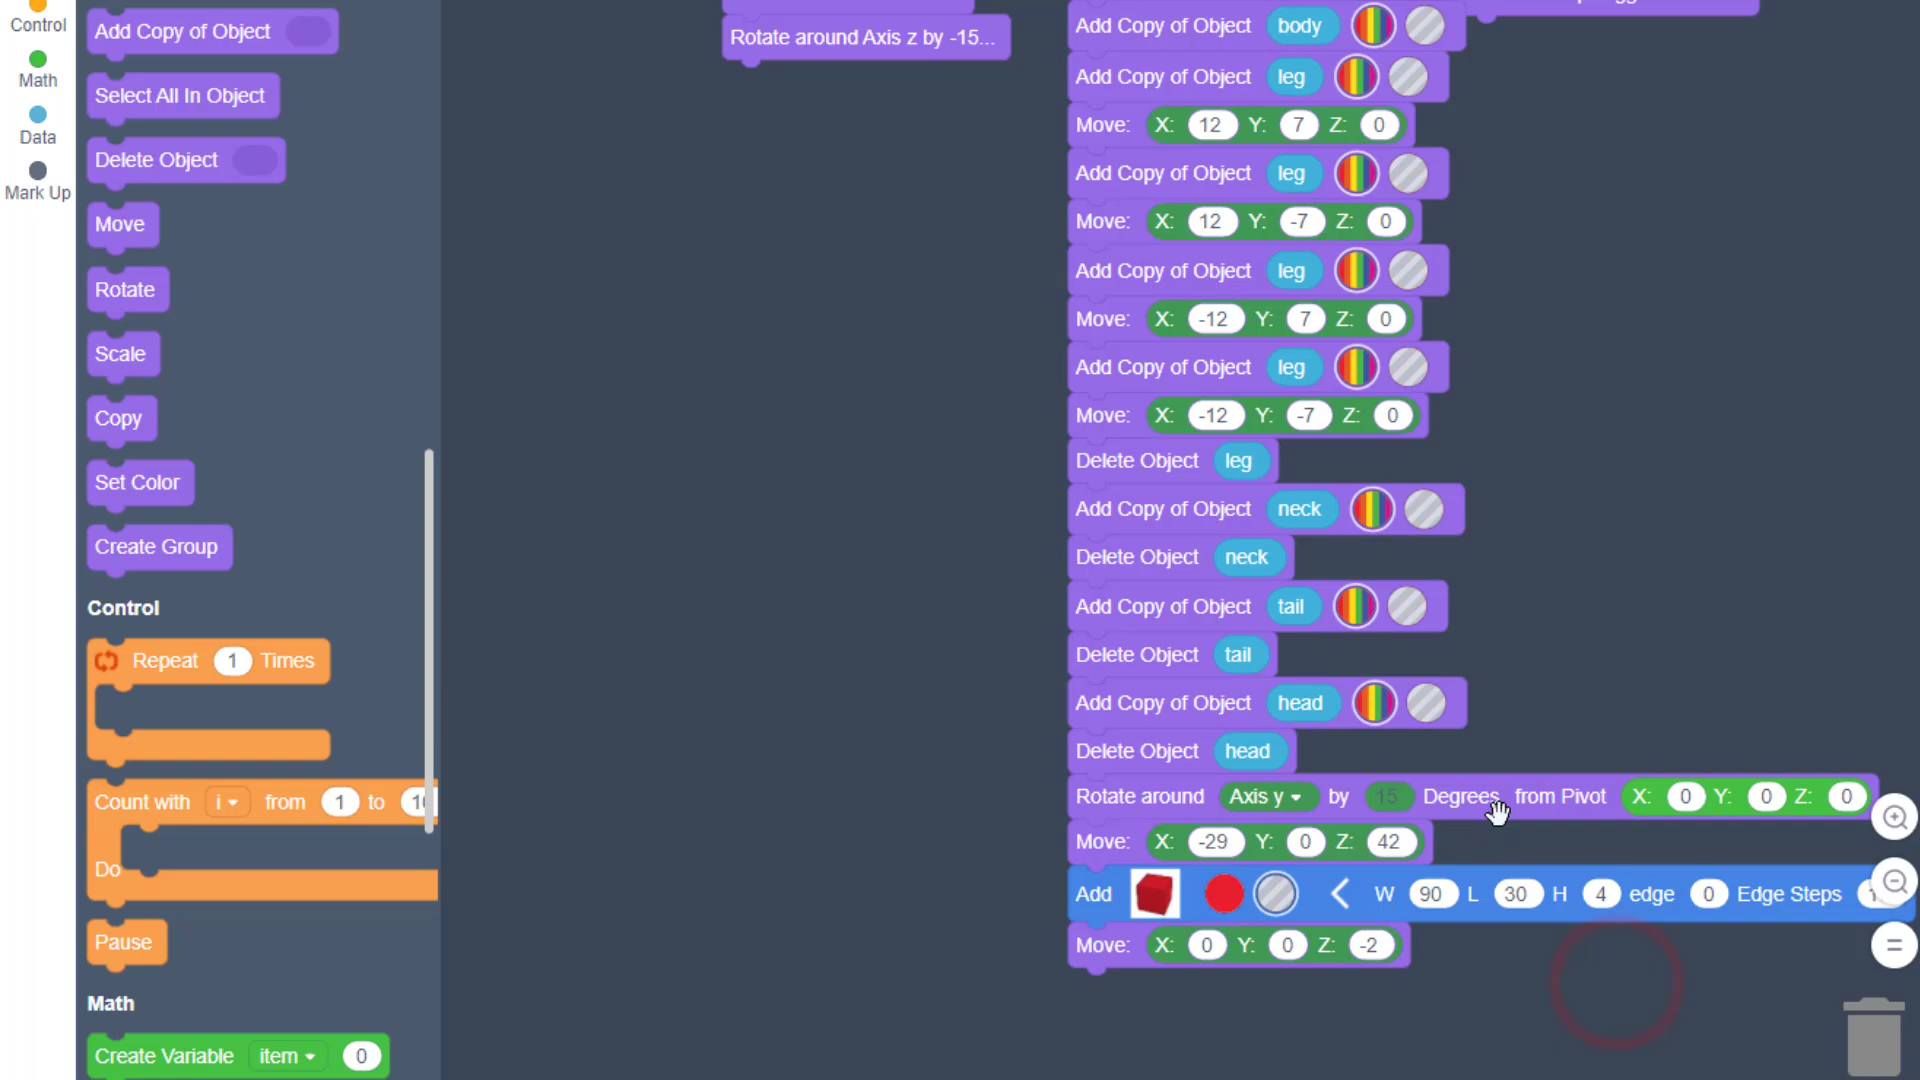 Control
Math
Data
Mark Up
Add Copy of Object
Select All In Object
Delete Object
Move
Rotate
Scale
Copy
Set Color
Create Group
Control
Repeat 1 Times
Count with i from 1 to
Do
Pause
Math
Create Variable item 0
Rotate around Axis z by -15...
Add Copy of Object body
Add Copy of Object leg
Move: X: 12 Y: 7 Z: 0
Add Copy of Object leg
Move: X: 12 Y: -7 Z: 0
Add Copy of Object leg
Move: X: -12 Y: 7 Z: 0
Add Copy of Object leg
Move: X: -12 Y: -7 Z: 0
Delete Object leg
Add Copy of Object neck
Delete Object neck
Add Copy of Object tail
Delete Object tail
Add Copy of Object head
Delete Object head
Rotate around Axis y by 15 Degrees from Pivot X: 0 Y: 0 Z: 0
Move: X: -29 Y: 0 Z: 42
Add W 90 L 30 H 4 edge 0 Edge Steps
Move: X: 0 Y: 0 Z: -2